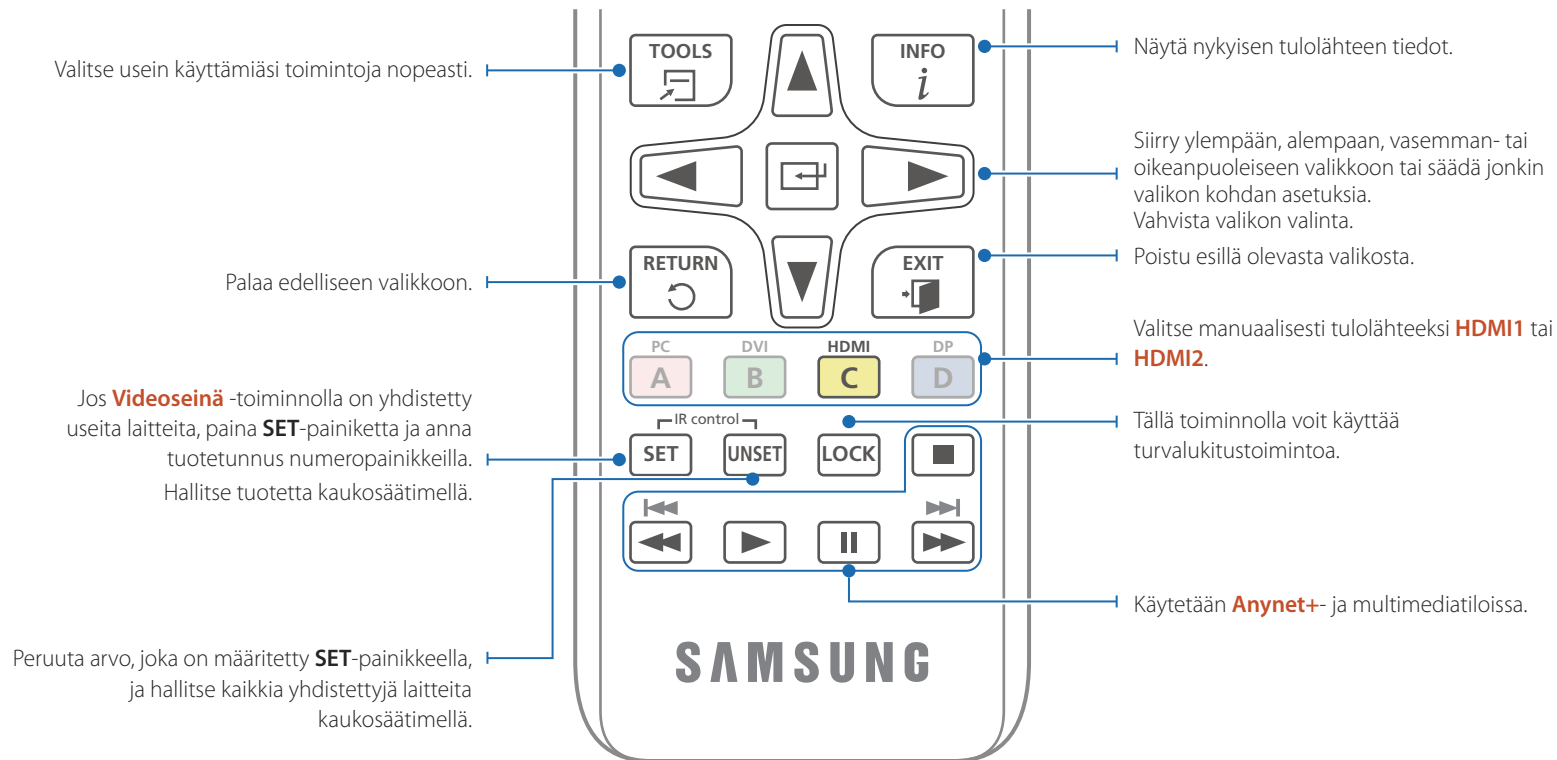 Valitse usein käyttämiäsi toimintoja nopeasti.
TOOLS
INFO
i
Näytä nykyisen tulolähteen tiedot.
Siirry ylempään, alempaan, vasemman- tai
oikeanpuoleiseen valikkoon tai säädä jonkin
valikon kohdan asetuksia.
Vahvista valikon valinta.
Palaa edelliseen valikkoon.
RETURN
EXIT
Poistu esillä olevasta valikosta.
PC
DVI
HDMI
DP
A
B
C
D
Valitse manuaalisesti tulolähteeksi HDMI1 tai
HDMI2.
Jos Videoseinä -toiminnolla on yhdistetty
useita laitteita, paina SET-painiketta ja anna
tuotetunnus numeropainikkeilla.
Hallitse tuotetta kaukosäätimellä.
IR control
SET
UNSET
LOCK
Tällä toiminnolla voit käyttää
turvalukitustoimintoa.
Käytetään Anynet+- ja multimediatiloissa.
Peruuta arvo, joka on määritetty SET-painikkeella,
ja hallitse kaikkia yhdistettyjä laitteita
kaukosäätimellä.
SAMSUNG